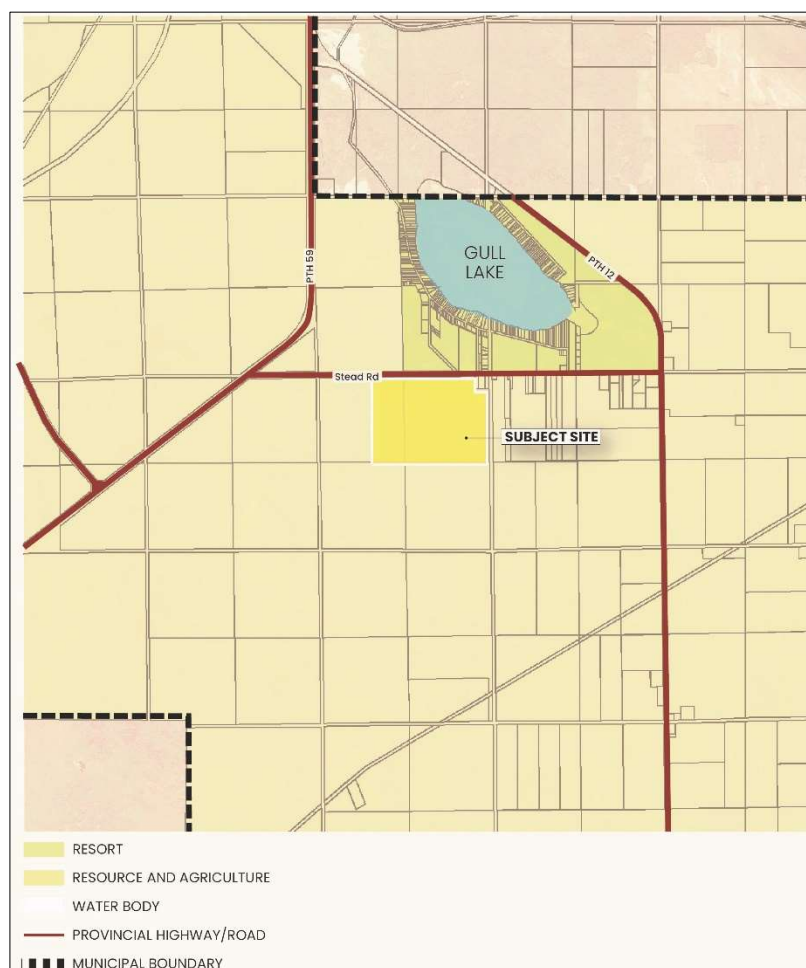 GULL
LAKE
PTH 59
PTH 12
Stead Rd
SUBJECT SITE
RESORT
RESOURCE AND AGRICULTURE
WATER BODY
PROVINCIAL HIGHWAY/ROAD
MUNICIPAL BOUNDARY